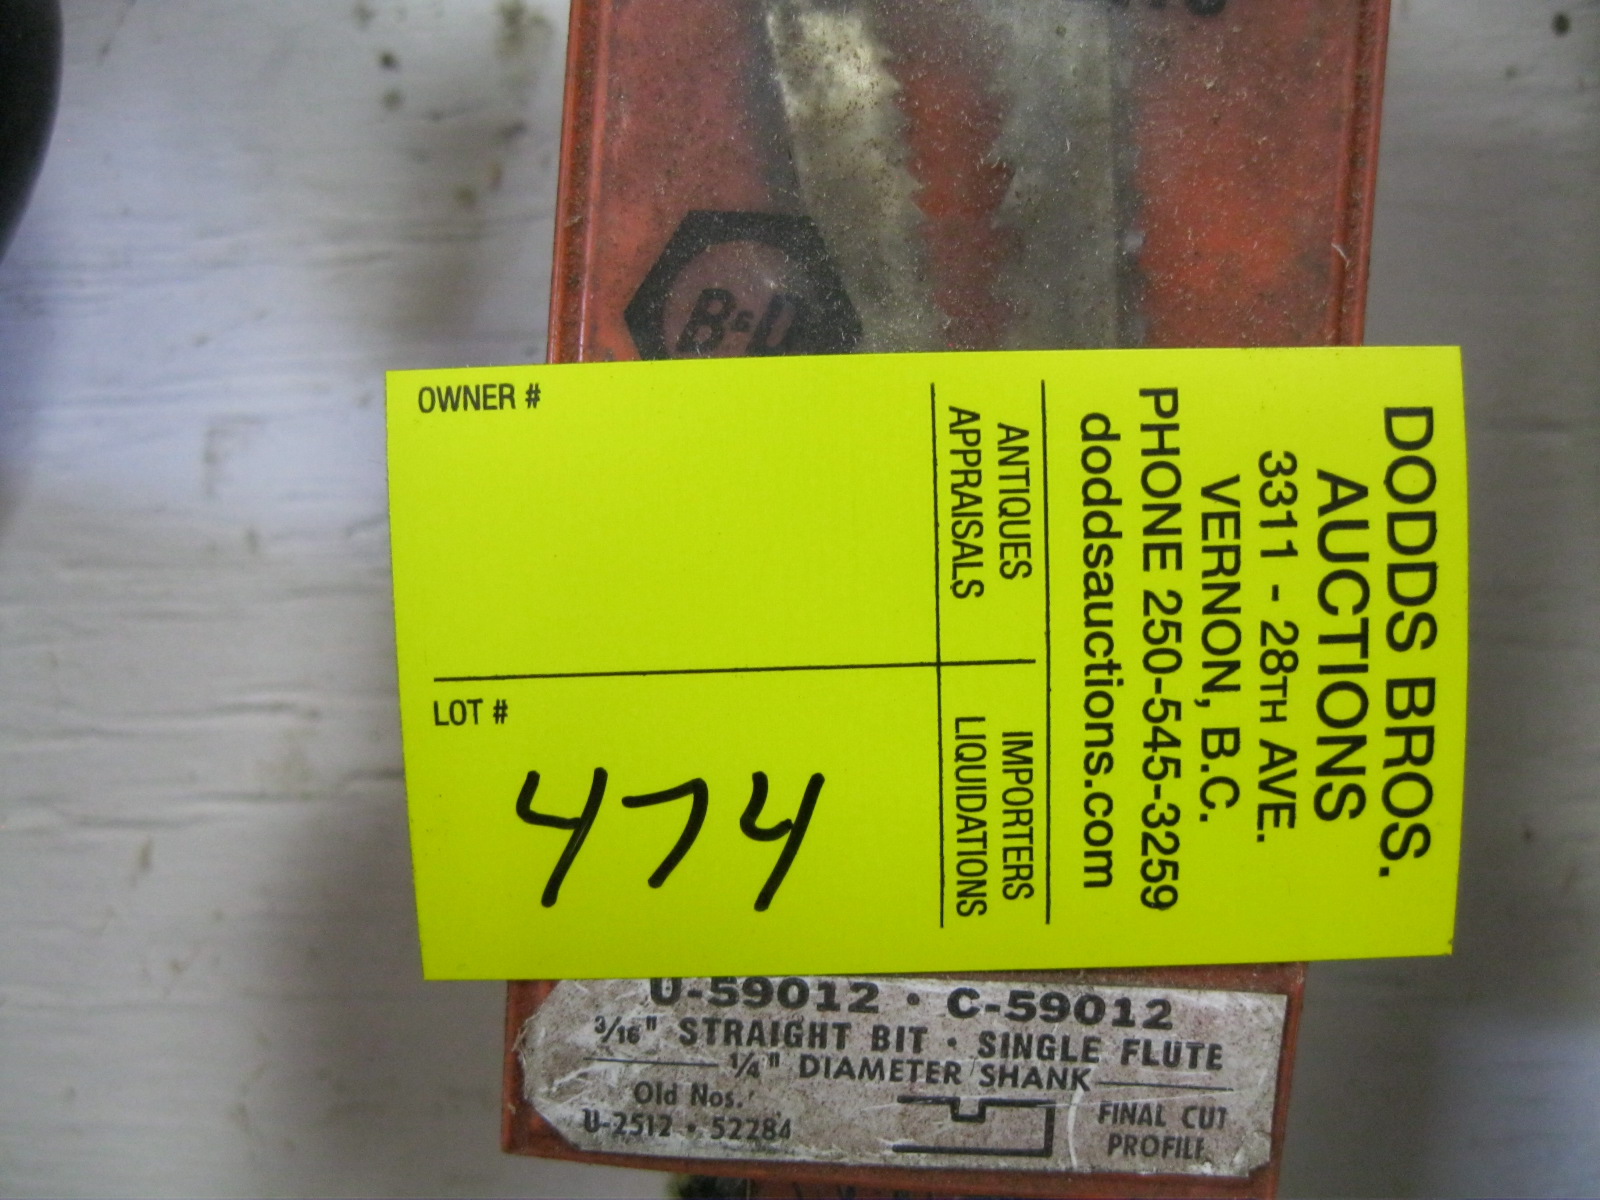 B&D
OWNER #
LOT #
474
DODDS BROS.
AUCTIONS
3311 - 28TH AVE.
VERNON, B.C.
PHONE 250-545-3259
doddsauctions.com
ANTIQUES
APPRAISALS
IMPORTERS
LIQUIDATIONS
U-59012 · C-59012
3/16" STRAIGHT BIT · SINGLE FLUTE
1/4" DIAMETER SHANK
Old Nos.
U-2512 · 52284
FINAL CUT
PROFILE